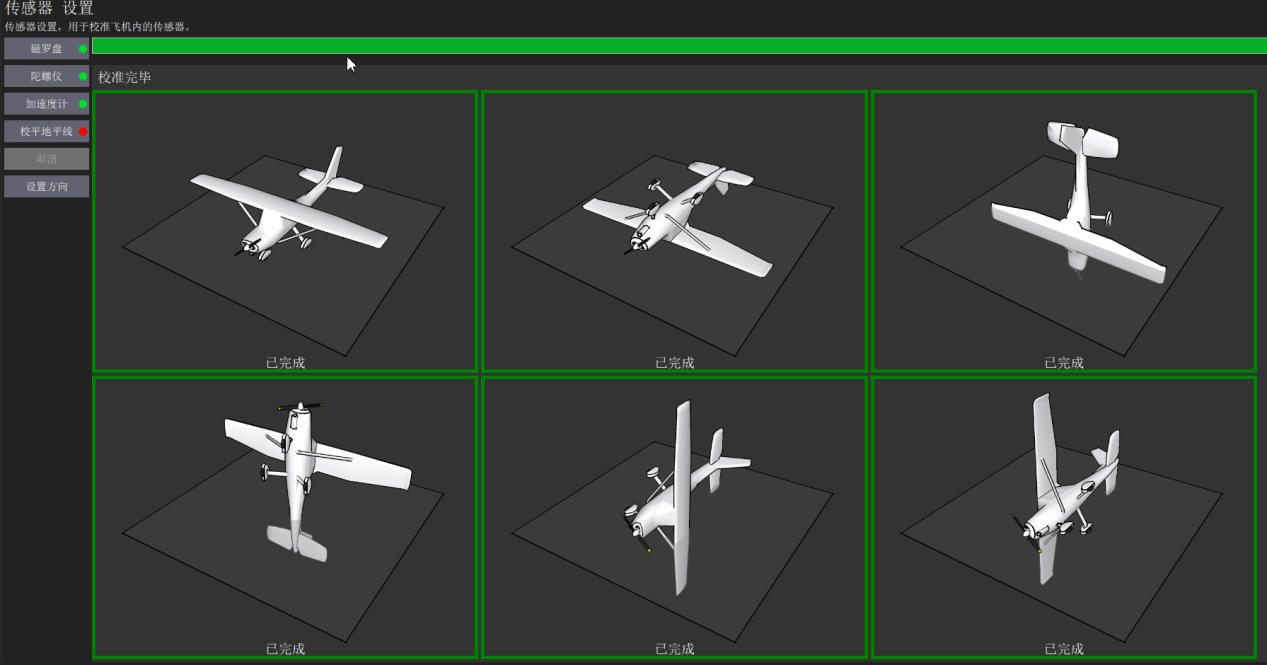 传感器 设置
传感器设置，用于校准飞机内的传感器。
磁罗盘
陀螺仪
校准完毕
加速度计
校平地平线
取消
设置方向
已完成
已完成
已完成
已完成
已完成
已完成